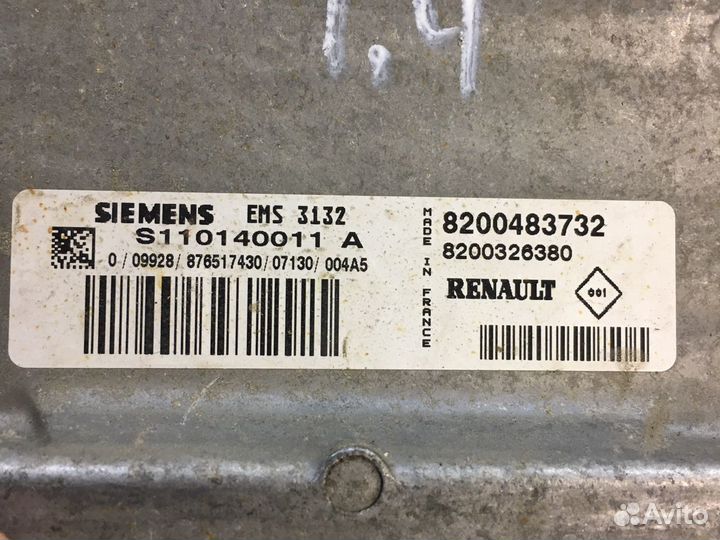 1.4
SIEMENS EMS 3132
S110140011 A
0 / 09928/ 876517430/ 07130/ 004A5
MADE IN FRANCE
8200483732
8200326380
RENAULT
001
Avito